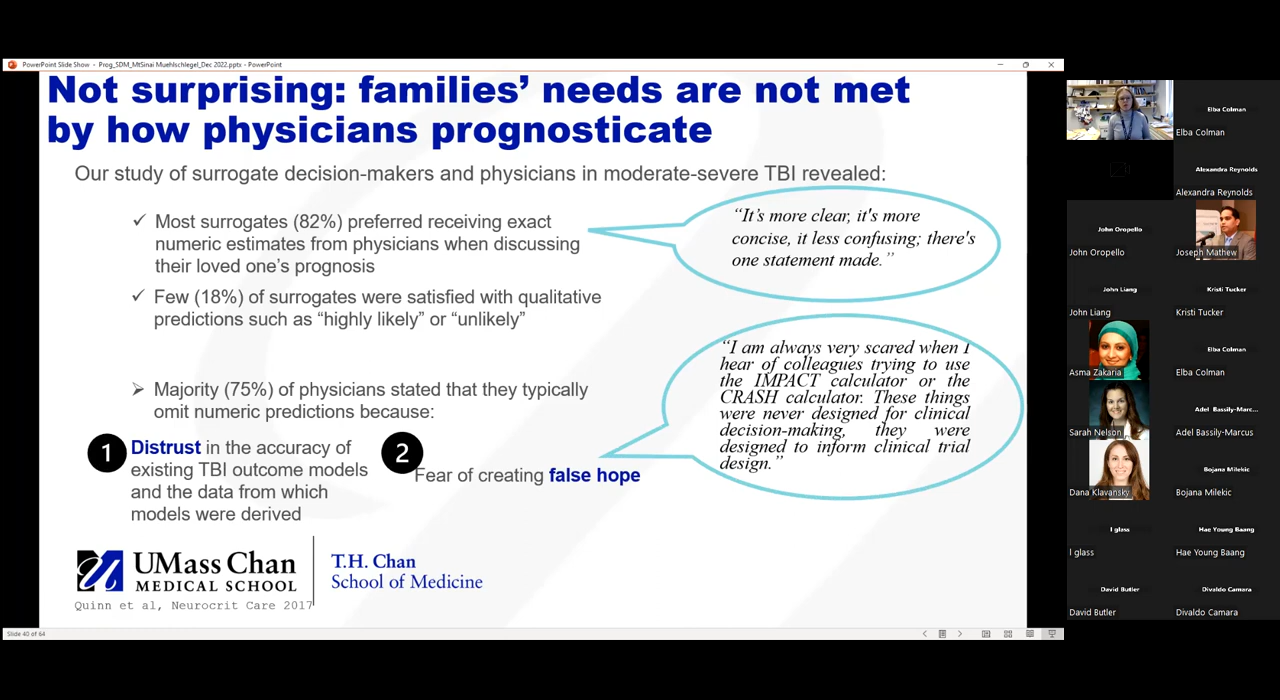 PowerPoint Slide Show - Prog_SDM_MtSinai Muehlschlegel_Dec 2022.pptx - PowerPoint
Not surprising: families' needs are not met
by how physicians prognosticate
Our study of surrogate decision-makers and physicians in moderate-severe TBI revealed:
✓ Most surrogates (82%) preferred receiving exact
numeric estimates from physicians when discussing
their loved one's prognosis
✓ Few (18%) of surrogates were satisfied with qualitative
predictions such as “highly likely” or “unlikely”
“It's more clear, it's more
concise, it less confusing; there's
one statement made.”
➢ Majority (75%) of physicians stated that they typically
omit numeric predictions because:
1
Distrust in the accuracy of
existing TBI outcome models
and the data from which
models were derived
2
Fear of creating false hope
“I am always very scared when I
hear of colleagues trying to use
the IMPACT calculator or the
CRASH calculator. These things
were never designed for clinical
decision-making, they were
designed to inform clinical trial
design.”
UMass Chan
MEDICAL SCHOOL
T.H. Chan
School of Medicine
Quinn et al, Neurocrit Care 2017
Slide 40 of 64
Elba Colman
Elba Colman
Alexandra Reynolds
Alexandra Reynolds
John Oropello
John Oropello
Joseph Mathew
John Liang
John Liang
Kristi Tucker
Kristi Tucker
Asma Zakaria
Elba Colman
Elba Colman
Sarah Nelson
Adel Bassily-Marc...
Adel Bassily-Marcus
Dana Klavansky
Bojana Milekic
Bojana Milekic
l glass
l glass
Hae Young Baang
Hae Young Baang
David Butler
David Butler
Divaldo Camara
Divaldo Camara